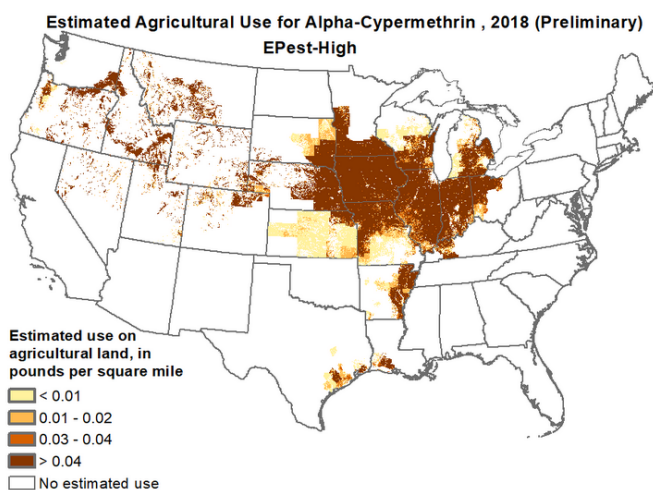 Estimated Agricultural Use for Alpha-Cypermethrin , 2018 (Preliminary)
EPest-High
Estimated use on
agricultural land, in
pounds per square mile
< 0.01
0.01 - 0.02
0.03 - 0.04
> 0.04
No estimated use